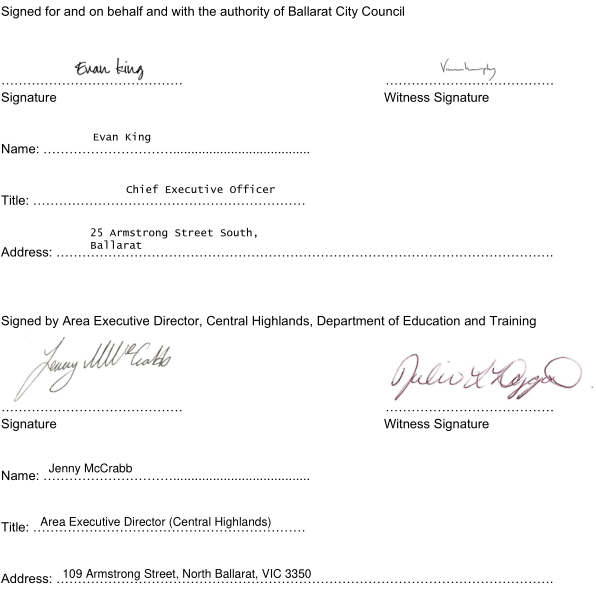 Signed for and on behalf and with the authority of Ballarat City Council
Evan King
Signature
Witness Signature
Name: Evan King
Title: Chief Executive Officer
25 Armstrong Street South,
Address: Ballarat
Signed by Area Executive Director, Central Highlands, Department of Education and Training
Jenny McCrabb
Signature
Witness Signature
Name: Jenny McCrabb
Title: Area Executive Director (Central Highlands)
Address: 109 Armstrong Street, North Ballarat, VIC 3350